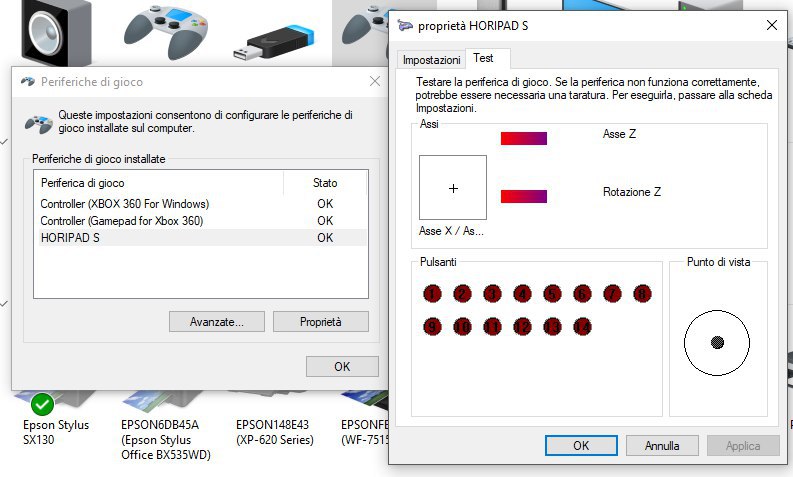 Periferiche di gioco
Queste impostazioni consentono di configurare le periferiche di
gioco installate sul computer.
Periferiche di gioco installate
Periferica di gioco Stato
Controller (XBOX 360 For Windows) OK
Controller (Gamepad for Xbox 360) OK
HORIPAD S OK
Avanzate... Proprietà
OK
Epson Stylus
SX130
EPSON6DB45A
(Epson Stylus
Office BX535WD)
EPSON148E43
(XP-620 Series)
EPSONFE
(WF-7515
proprietà HORIPAD S
Impostazioni Test
Testare la periferica di gioco. Se la periferica non funziona correttamente,
potrebbe essere necessaria una taratura. Per eseguirla, passare alla scheda
Impostazioni.
Assi
Asse Z
Rotazione Z
Asse X / As...
Pulsanti
1 2 3 4 5 6 7 8
9 10 11 12 13 14
Punto di vista
OK Annulla Applica